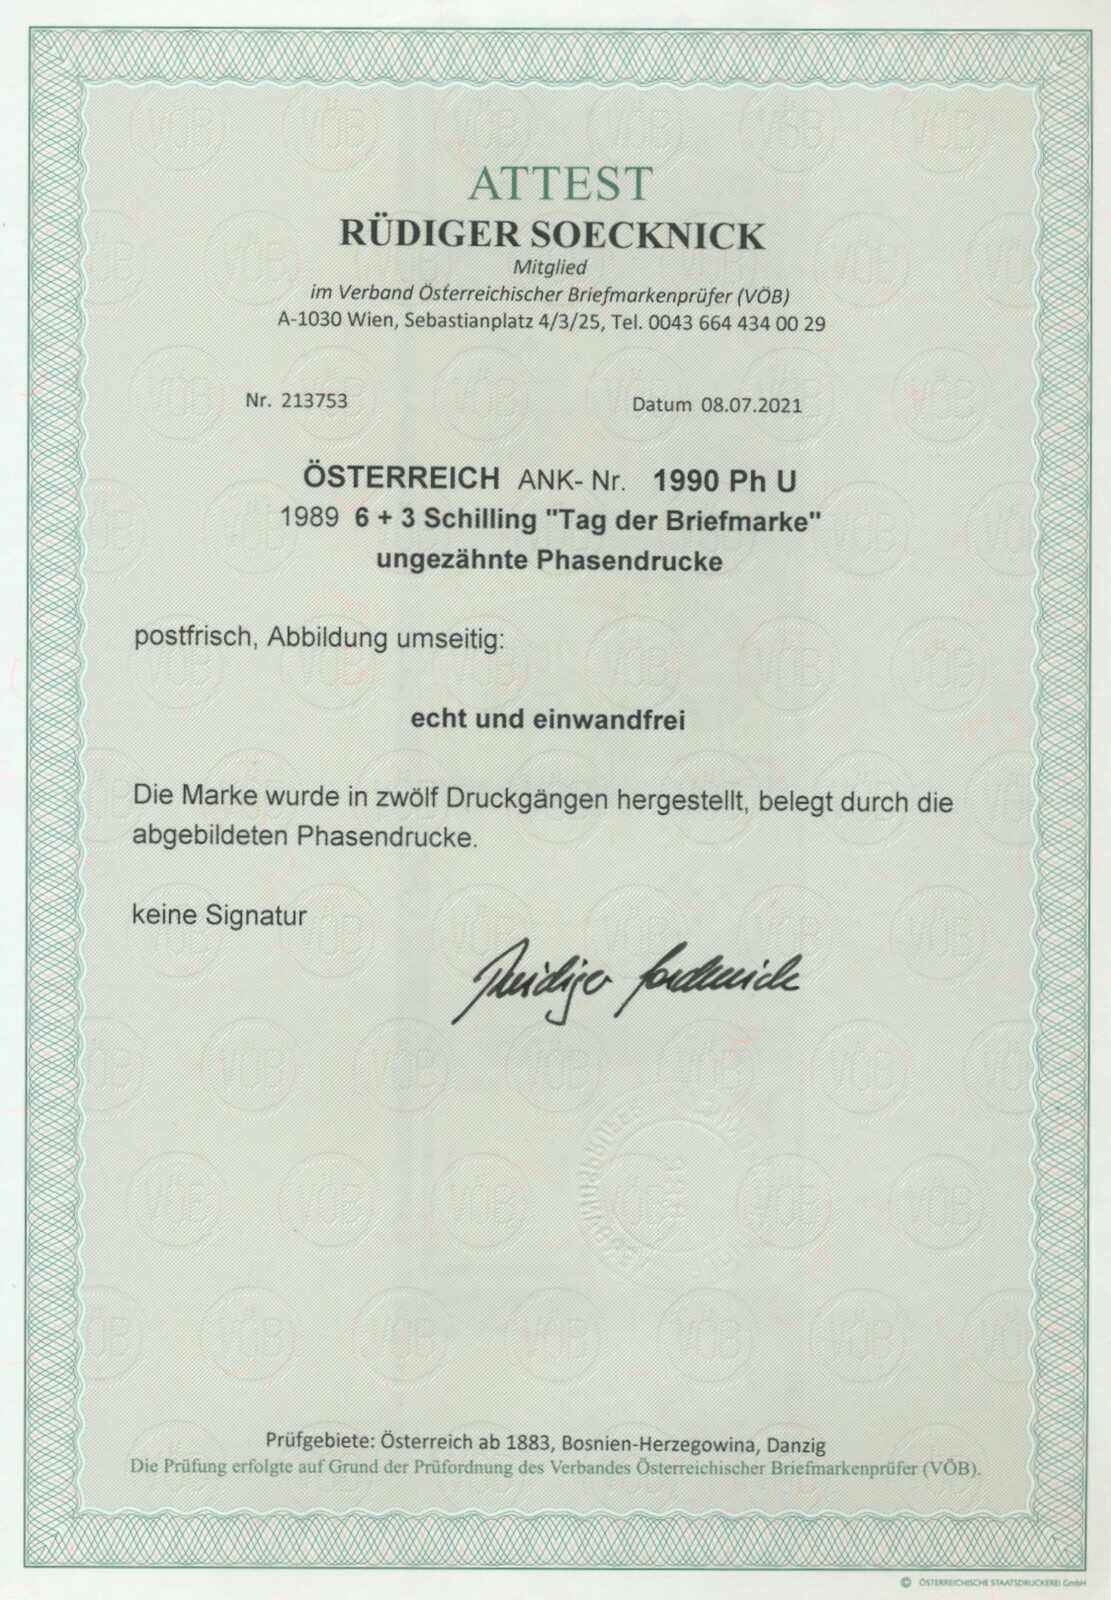 ATTEST
RÜDIGER SOECKNICK
Mitglied
im Verband Österreichischer Briefmarkenprüfer (VÖB)
A-1030 Wien, Sebastianplatz 4/3/25, Tel. 0043 664 434 00 29
Nr. 213753 Datum 08.07.2021
ÖSTERREICH ANK- Nr. 1990 Ph U
1989 6 + 3 Schilling "Tag der Briefmarke"
ungezähnte Phasendrucke
postfrisch, Abbildung umseitig:
echt und einwandfrei
Die Marke wurde in zwölf Druckgängen hergestellt, belegt durch die
abgebildeten Phasendrucke.
keine Signatur
Rüdiger Soecknick
VÖB
Prüfgebiete: Österreich ab 1883, Bosnien-Herzegowina, Danzig
Die Prüfung erfolgte auf Grund der Prüfordnung des Verbandes Österreichischer Briefmarkenprüfer (VÖB).
© ÖSTERREICHISCHE STAATSDRUCKEREI GmbH